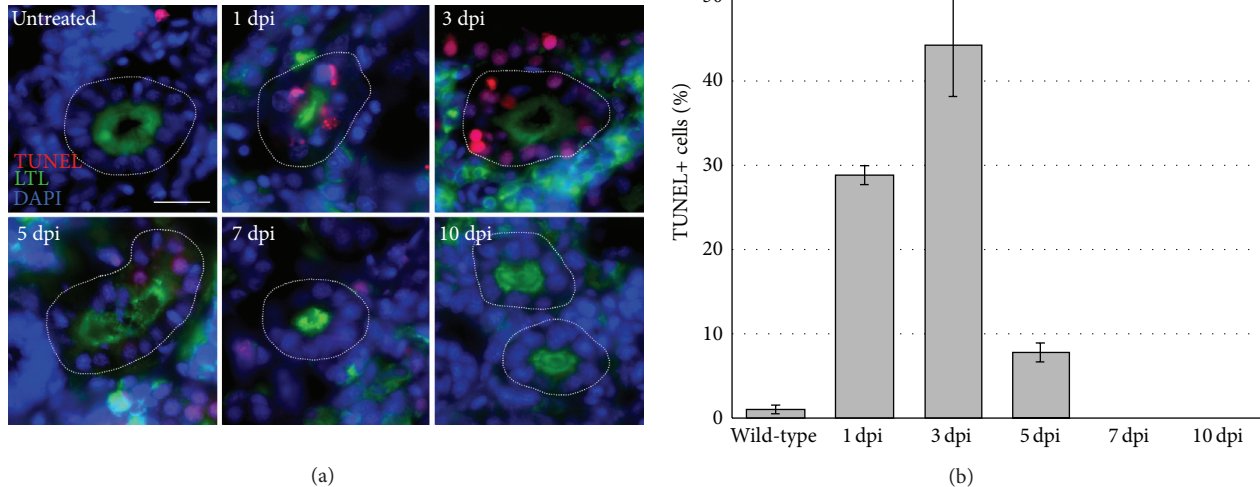 Untreated
1 dpi
3 dpi
TUNEL
LTL
DAPI
5 dpi
7 dpi
10 dpi
(a)
TUNEL+ cells (%)
50
40
30
20
10
0
Wild-type 1 dpi 3 dpi 5 dpi 7 dpi 10 dpi
(b)